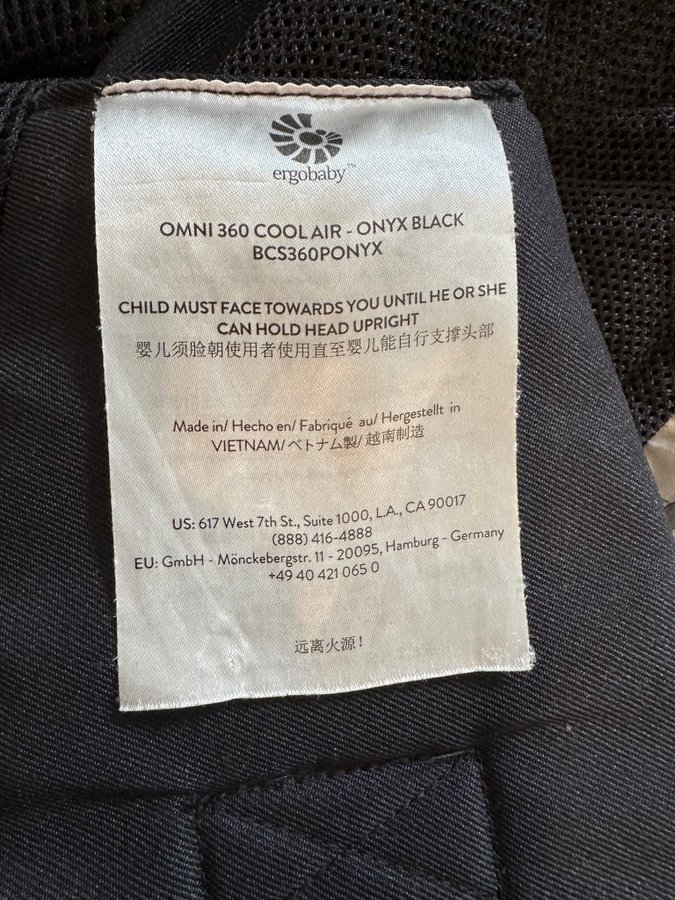 ergobaby™
OMNI 360 COOL AIR - ONYX BLACK
BCS360PONYX
CHILD MUST FACE TOWARDS YOU UNTIL HE OR SHE
CAN HOLD HEAD UPRIGHT
婴儿须脸朝使用者使用直至婴儿能自行支撑头部
Made in/ Hecho en/ Fabriqué au/ Hergestellt in
VIETNAM/ ベトナム製/ 越南制造
US: 617 West 7th St., Suite 1000, L.A., CA 90017
(888) 416-4888
EU: GmbH - Mönckebergstr. 11 - 20095, Hamburg - Germany
+49 40 421 065 0
远离火源!